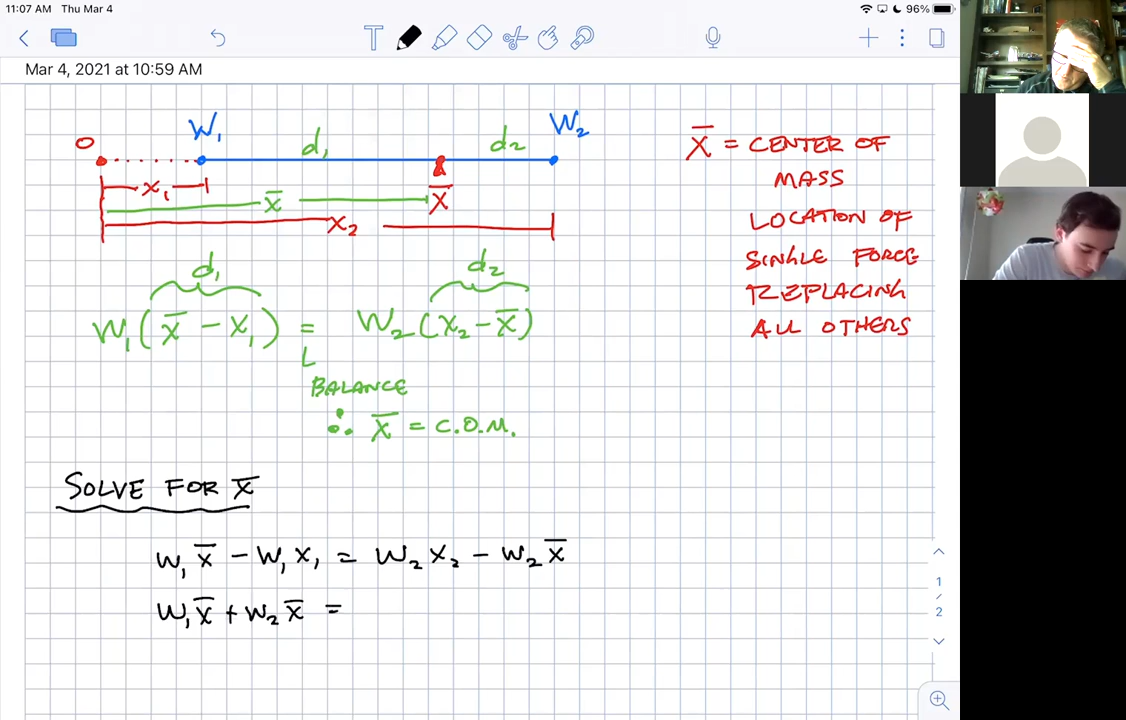 11:07 AM Thu Mar 4
96%
Mar 4, 2021 at 10:59 AM
O W₁ d₁ d₂ W₂
x₁ x̄ x̄
x₂
x̄ = CENTER OF
MASS
LOCATION OF
SINGLE FORCE
REPLACING
ALL OTHERS
d₁ d₂
W₁(x̄ - x₁) = W₂(x₂ - x̄)
BALANCE
∴ x̄ = C.O.M.
SOLVE FOR x̄
W₁x̄ - W₁x₁ = W₂x₂ - W₂x̄
W₁x̄ + W₂x̄ =
1
/
2